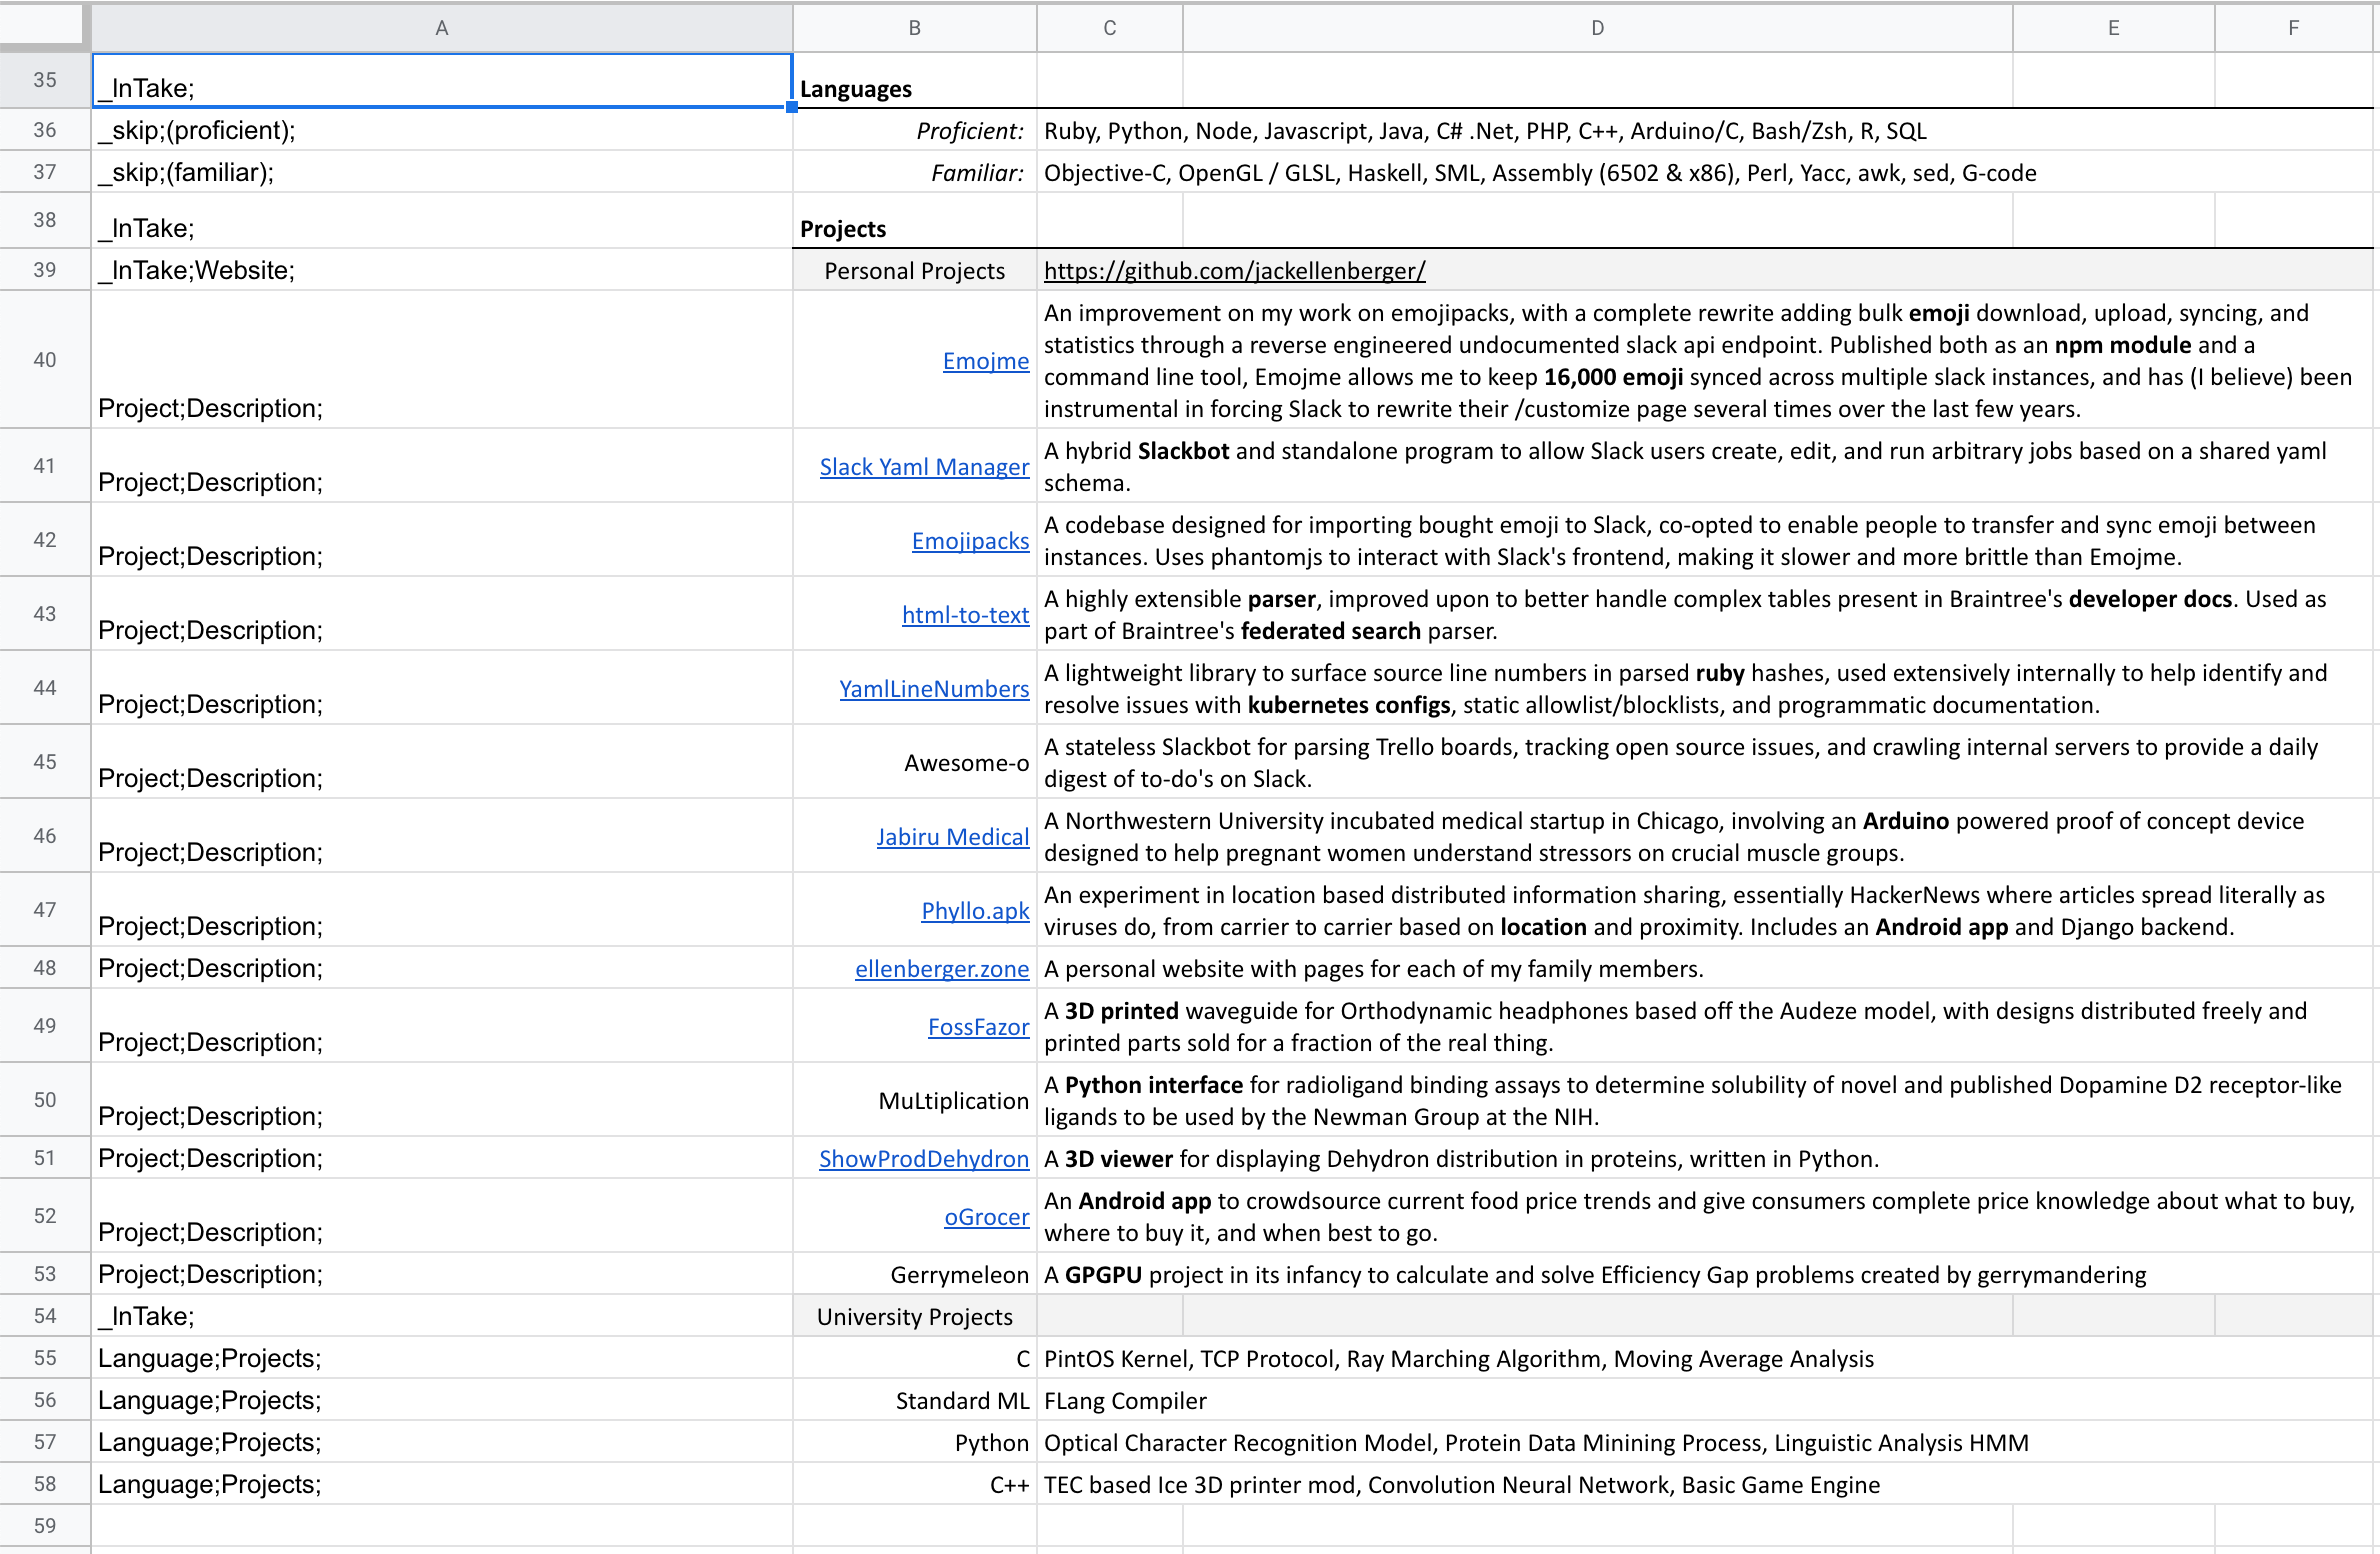 A B C D E F
35 _InTake; Languages
36 _skip;(proficient); Proficient: Ruby, Python, Node, Javascript, Java, C# .Net, PHP, C++, Arduino/C, Bash/Zsh, R, SQL
37 _skip;(familiar); Familiar: Objective-C, OpenGL / GLSL, Haskell, SML, Assembly (6502 & x86), Perl, Yacc, awk, sed, G-code
38 _InTake; Projects
39 _InTake;Website; Personal Projects https://github.com/jackellenberger/
40 Project;Description; Emojme An improvement on my work on emojipacks, with a complete rewrite adding bulk emoji download, upload, syncing, and
statistics through a reverse engineered undocumented slack api endpoint. Published both as an npm module and a
command line tool, Emojme allows me to keep 16,000 emoji synced across multiple slack instances, and has (I believe) been
instrumental in forcing Slack to rewrite their /customize page several times over the last few years.
41 Project;Description; Slack Yaml Manager A hybrid Slackbot and standalone program to allow Slack users create, edit, and run arbitrary jobs based on a shared yaml
schema.
42 Project;Description; Emojipacks A codebase designed for importing bought emoji to Slack, co-opted to enable people to transfer and sync emoji between
instances. Uses phantomjs to interact with Slack's frontend, making it slower and more brittle than Emojme.
43 Project;Description; html-to-text A highly extensible parser, improved upon to better handle complex tables present in Braintree's developer docs. Used as
part of Braintree's federated search parser.
44 Project;Description; YamlLineNumbers A lightweight library to surface source line numbers in parsed ruby hashes, used extensively internally to help identify and
resolve issues with kubernetes configs, static allowlist/blocklists, and programmatic documentation.
45 Project;Description; Awesome-o A stateless Slackbot for parsing Trello boards, tracking open source issues, and crawling internal servers to provide a daily
digest of to-do's on Slack.
46 Project;Description; Jabiru Medical A Northwestern University incubated medical startup in Chicago, involving an Arduino powered proof of concept device
designed to help pregnant women understand stressors on crucial muscle groups.
47 Project;Description; Phyllo.apk An experiment in location based distributed information sharing, essentially HackerNews where articles spread literally as
viruses do, from carrier to carrier based on location and proximity. Includes an Android app and Django backend.
48 Project;Description; ellenberger.zone A personal website with pages for each of my family members.
49 Project;Description; FossFazor A 3D printed waveguide for Orthodynamic headphones based off the Audeze model, with designs distributed freely and
printed parts sold for a fraction of the real thing.
50 Project;Description; MuLtiplication A Python interface for radioligand binding assays to determine solubility of novel and published Dopamine D2 receptor-like
ligands to be used by the Newman Group at the NIH.
51 Project;Description; ShowProdDehydron A 3D viewer for displaying Dehydron distribution in proteins, written in Python.
52 Project;Description; oGrocer An Android app to crowdsource current food price trends and give consumers complete price knowledge about what to buy,
where to buy it, and when best to go.
53 Project;Description; Gerrymeleon A GPGPU project in its infancy to calculate and solve Efficiency Gap problems created by gerrymandering
54 _InTake; University Projects
55 Language;Projects; C PintOS Kernel, TCP Protocol, Ray Marching Algorithm, Moving Average Analysis
56 Language;Projects; Standard ML FLang Compiler
57 Language;Projects; Python Optical Character Recognition Model, Protein Data Minining Process, Linguistic Analysis HMM
58 Language;Projects; C++ TEC based Ice 3D printer mod, Convolution Neural Network, Basic Game Engine
59